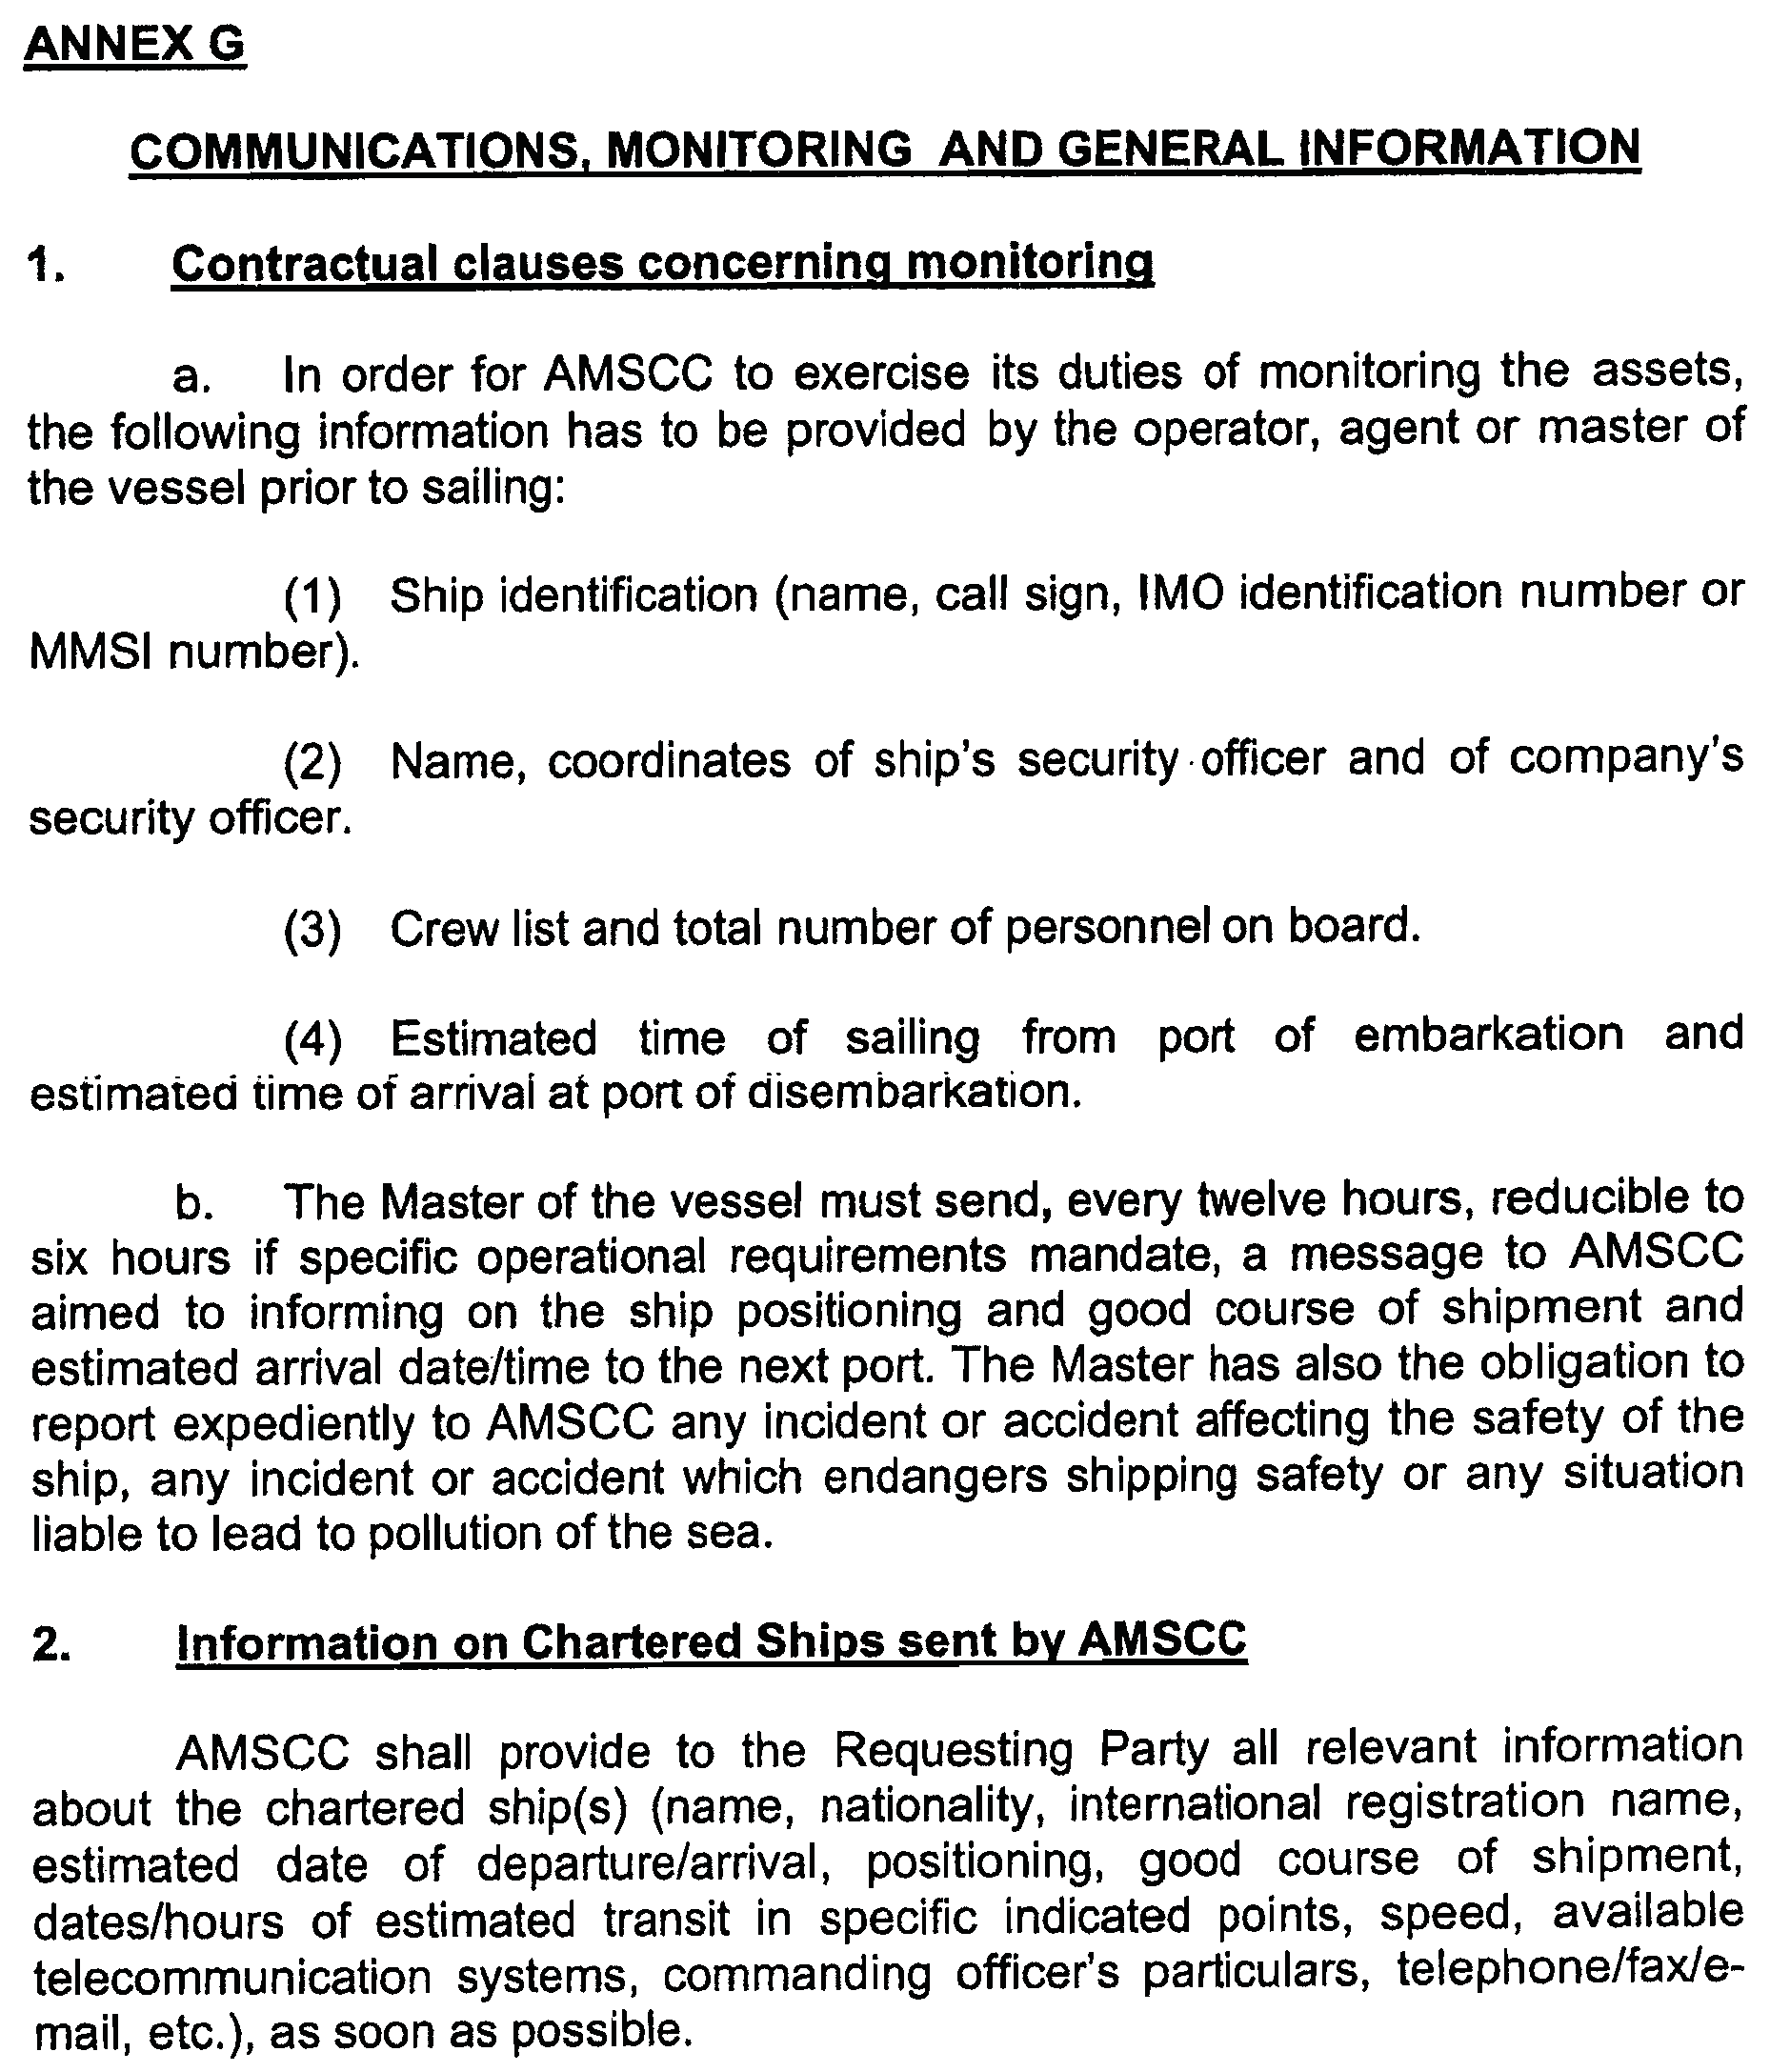 ANNEX G
COMMUNICATIONS, MONITORING AND GENERAL INFORMATION
1. Contractual clauses concerning monitoring
a. In order for AMSCC to exercise its duties of monitoring the assets,
the following information has to be provided by the operator, agent or master of
the vessel prior to sailing:
(1) Ship identification (name, call sign, IMO identification number or
MMSI number).
(2) Name, coordinates of ship's security officer and of company's
security officer.
(3) Crew list and total number of personnel on board.
(4) Estimated time of sailing from port of embarkation and
estimated time of arrival at port of disembarkation.
b. The Master of the vessel must send, every twelve hours, reducible to
six hours if specific operational requirements mandate, a message to AMSCC
aimed to informing on the ship positioning and good course of shipment and
estimated arrival date/time to the next port. The Master has also the obligation to
report expediently to AMSCC any incident or accident affecting the safety of the
ship, any incident or accident which endangers shipping safety or any situation
liable to lead to pollution of the sea.
2. Information on Chartered Ships sent by AMSCC
AMSCC shall provide to the Requesting Party all relevant information
about the chartered ship(s) (name, nationality, international registration name,
estimated date of departure/arrival, positioning, good course of shipment,
dates/hours of estimated transit in specific indicated points, speed, available
telecommunication systems, commanding officer's particulars, telephone/fax/e-
mail, etc.), as soon as possible.